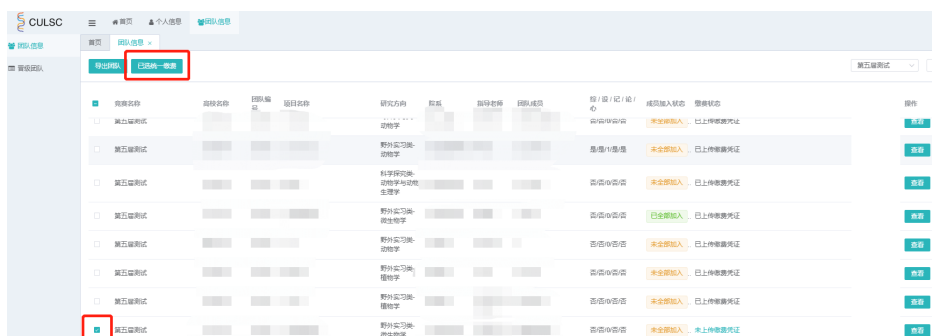 CULSC 首页 个人信息 团队信息
团队信息
晋级团队
首页 团队信息 ×
导出团队 已选统一缴费 第五届测试
竞赛名称 高校名称 团队编号 项目名称 研究方向 院系 指导老师 团队成员 综/设/记/论/心 成员加入状态 缴费状态 操作
第五届测试 动物学 否/否/0/否/否 未全部加入 已上传缴费凭证 查看
第五届测试 野外实习类-动物学 是/是/1/是/是 未全部加入 已上传缴费凭证 查看
第五届测试 科学探究类-动物学与动物生理学 否/否/0/否/否 未全部加入 已上传缴费凭证 查看
第五届测试 野外实习类-微生物学 否/否/0/否/否 已全部加入 已上传缴费凭证 查看
第五届测试 野外实习类-动物学 否/否/0/否/否 未全部加入 已上传缴费凭证 查看
第五届测试 野外实习类-植物学 否/否/0/否/否 未全部加入 已上传缴费凭证 查看
第五届测试 野外实习类-植物学 否/否/0/否/否 未全部加入 已上传缴费凭证 查看
第五届测试 野外实习类-微生物学 否/否/0/否/否 未全部加入 未上传缴费凭证 查看